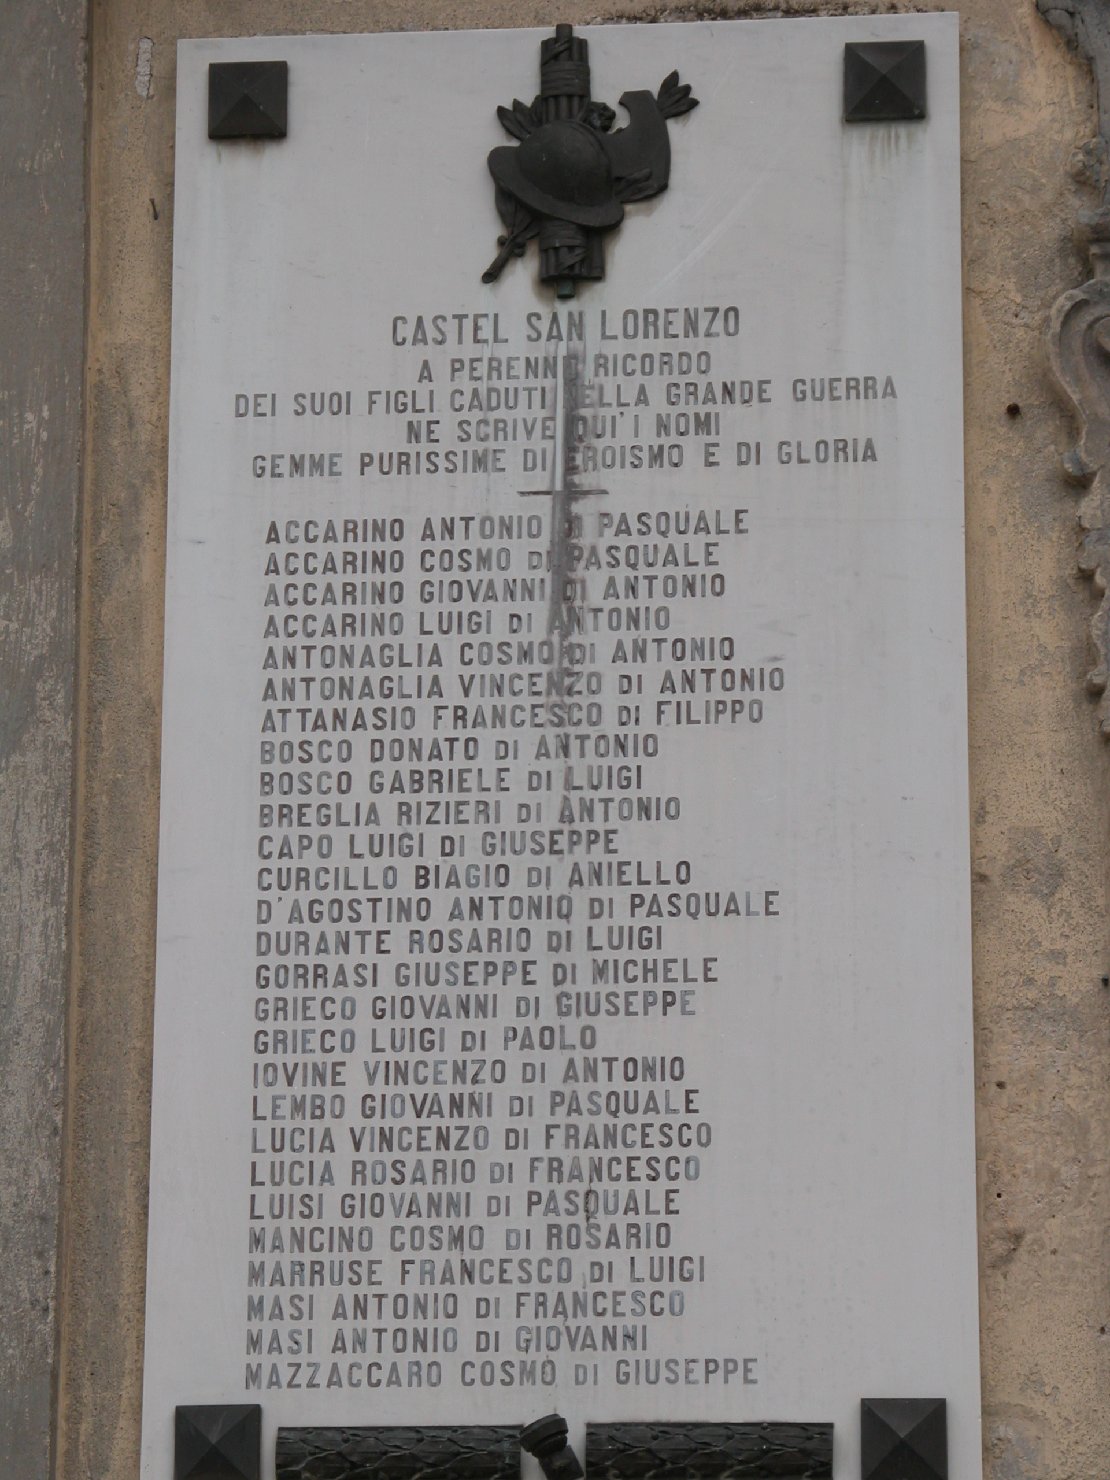 CASTEL SAN LORENZO
A PERENNE RICORDO
DEI SUOI FIGLI CADUTI NELLA GRANDE GUERRA
NE SCRIVE QUI'I NOMI
GEMME PURISSIME DI EROISMO E DI GLORIA
ACCARINO ANTONIO DI PASQUALE
ACCARINO COSMO DI PASQUALE
ACCARINO GIOVANNI DI ANTONIO
ACCARINO LUIGI DI ANTONIO
ANTONAGLIA COSMO DI ANTONIO
ANTONAGLIA VINCENZO DI ANTONIO
ATTANASIO FRANCESCO DI FILIPPO
BOSCO DONATO DI ANTONIO
BOSCO GABRIELE DI LUIGI
BREGLIA RIZIERI DI ANTONIO
CAPO LUIGI DI GIUSEPPE
CURCILLO BIAGIO DI ANIELLO
D'AGOSTINO ANTONIO DI PASQUALE
DURANTE ROSARIO DI LUIGI
GORRASI GIUSEPPE DI MICHELE
GRIECO GIOVANNI DI GIUSEPPE
GRIECO LUIGI DI PAOLO
IOVINE VINCENZO DI ANTONIO
LEMBO GIOVANNI DI PASQUALE
LUCIA VINCENZO DI FRANCESCO
LUCIA ROSARIO DI FRANCESCO
LUISI GIOVANNI DI PASQUALE
MANCINO COSMO DI ROSARIO
MARRUSE FRANCESCO DI LUIGI
MASI ANTONIO DI FRANCESCO
MASI ANTONIO DI GIOVANNI
MAZZACCARO COSMO DI GIUSEPPE